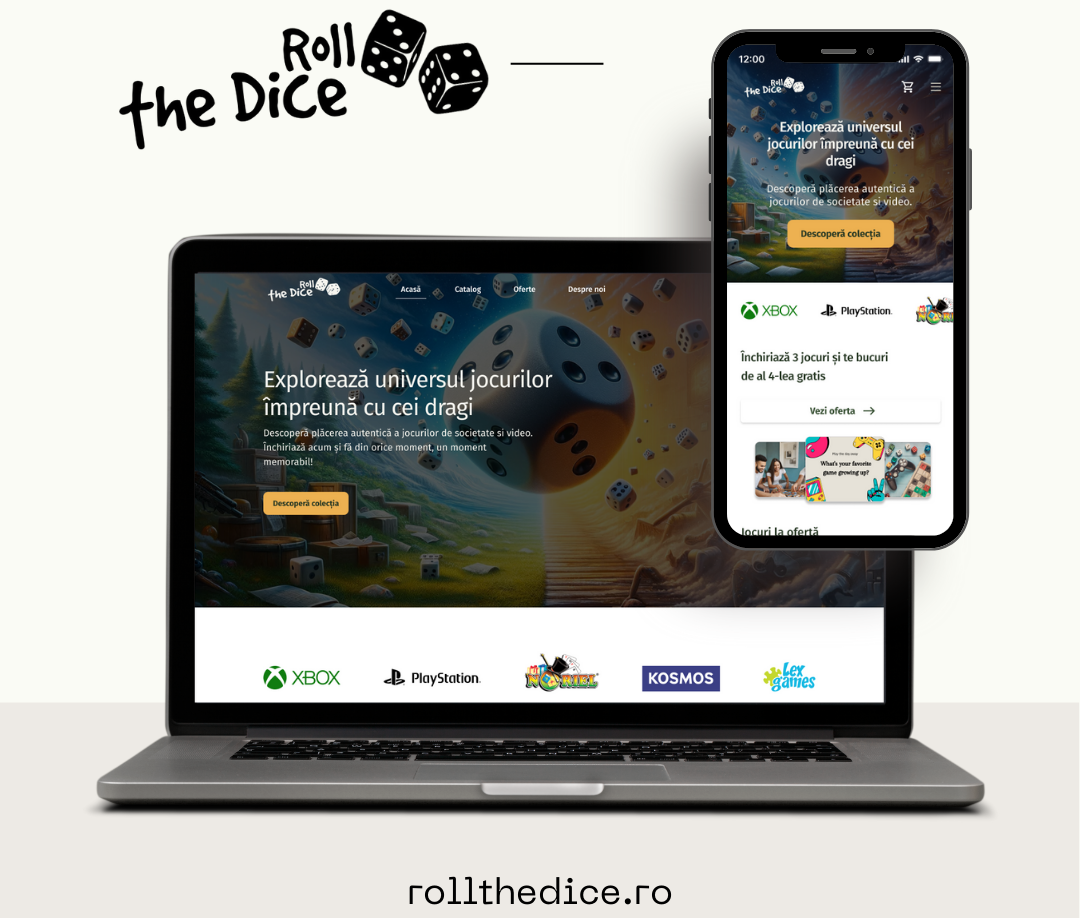 Roll
the Dice
12:00
Roll
the Dice
Explorează universul
jocurilor împreună cu cei
dragi
Descoperă plăcerea autentică a
jocurilor de societate si video.
Descoperă colecția
XBOX
PlayStation.
NORIEL
Închiriază 3 jocuri și te bucuri
de al 4-lea gratis
Vezi oferta
What's your favorite
game growing up?
Jocuri la ofertă
Roll
the Dice
Acasă
Catalog
Oferte
Despre noi
Explorează universul jocurilor
împreună cu cei dragi
Descoperă plăcerea autentică a jocurilor de societate si video.
Închiriază acum și fă din orice moment, un moment
memorabil!
Descoperă colecția
XBOX
PlayStation.
NORIEL
KOSMOS
Lex
games
rollthedice.ro